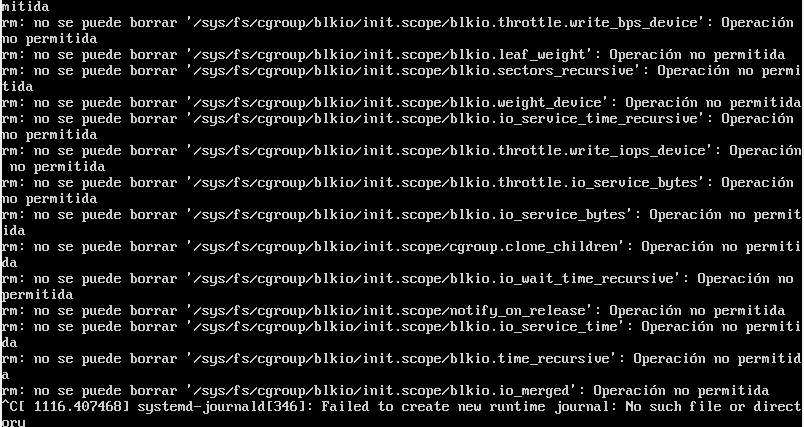 mitida
rm: no se puede borrar '/sys/fs/cgroup/blkio/init.scope/blkio.throttle.write_bps_device': Operación
no permitida
rm: no se puede borrar '/sys/fs/cgroup/blkio/init.scope/blkio.leaf_weight': Operación no permitida
rm: no se puede borrar '/sys/fs/cgroup/blkio/init.scope/blkio.sectors_recursive': Operación no permi
tida
rm: no se puede borrar '/sys/fs/cgroup/blkio/init.scope/blkio.weight_device': Operación no permitida
rm: no se puede borrar '/sys/fs/cgroup/blkio/init.scope/blkio.io_service_time_recursive': Operación
no permitida
rm: no se puede borrar '/sys/fs/cgroup/blkio/init.scope/blkio.throttle.write_iops_device': Operación
 no permitida
rm: no se puede borrar '/sys/fs/cgroup/blkio/init.scope/blkio.throttle.io_service_bytes': Operación
no permitida
rm: no se puede borrar '/sys/fs/cgroup/blkio/init.scope/blkio.io_service_bytes': Operación no permit
ida
rm: no se puede borrar '/sys/fs/cgroup/blkio/init.scope/cgroup.clone_children': Operación no permiti
da
rm: no se puede borrar '/sys/fs/cgroup/blkio/init.scope/blkio.io_wait_time_recursive': Operación no
permitida
rm: no se puede borrar '/sys/fs/cgroup/blkio/init.scope/notify_on_release': Operación no permitida
rm: no se puede borrar '/sys/fs/cgroup/blkio/init.scope/blkio.io_service_time': Operación no permiti
da
rm: no se puede borrar '/sys/fs/cgroup/blkio/init.scope/blkio.time_recursive': Operación no permitid
a
rm: no se puede borrar '/sys/fs/cgroup/blkio/init.scope/blkio.io_merged': Operación no permitida
^C[ 1116.407468] systemd-journald[346]: Failed to create new runtime journal: No such file or direct
ory